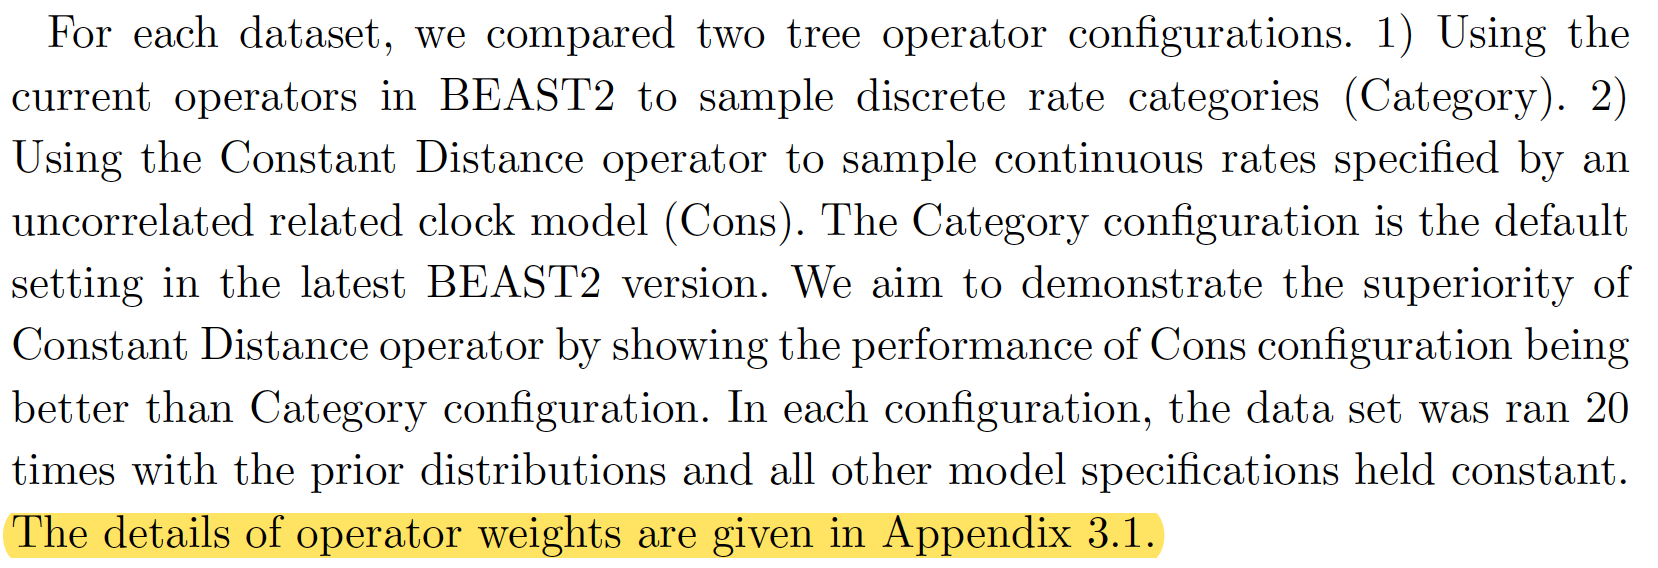 For each dataset, we compared two tree operator configurations. 1) Using the
current operators in BEAST2 to sample discrete rate categories (Category). 2)
Using the Constant Distance operator to sample continuous rates specified by an
uncorrelated related clock model (Cons). The Category configuration is the default
setting in the latest BEAST2 version. We aim to demonstrate the superiority of
Constant Distance operator by showing the performance of Cons configuration being
better than Category configuration. In each configuration, the data set was ran 20
times with the prior distributions and all other model specifications held constant.
The details of operator weights are given in Appendix 3.1.